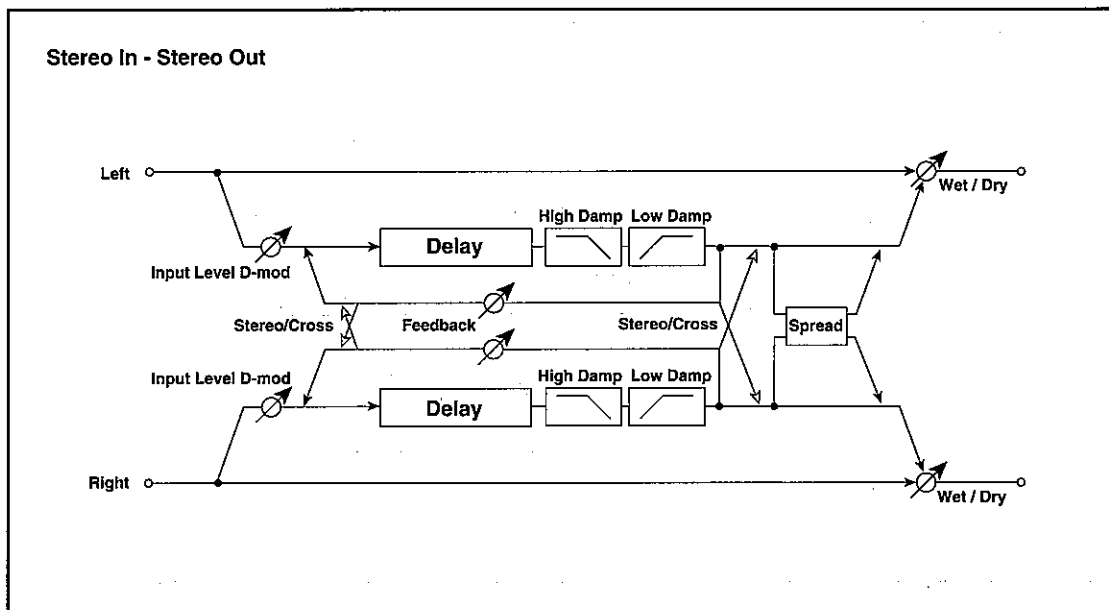 Stereo In - Stereo Out
Left
Wet / Dry
High Damp Low Damp
Delay
Input Level D-mod
Stereo/Cross Feedback Stereo/Cross Spread
Input Level D-mod
High Damp Low Damp
Delay
Right
Wet / Dry